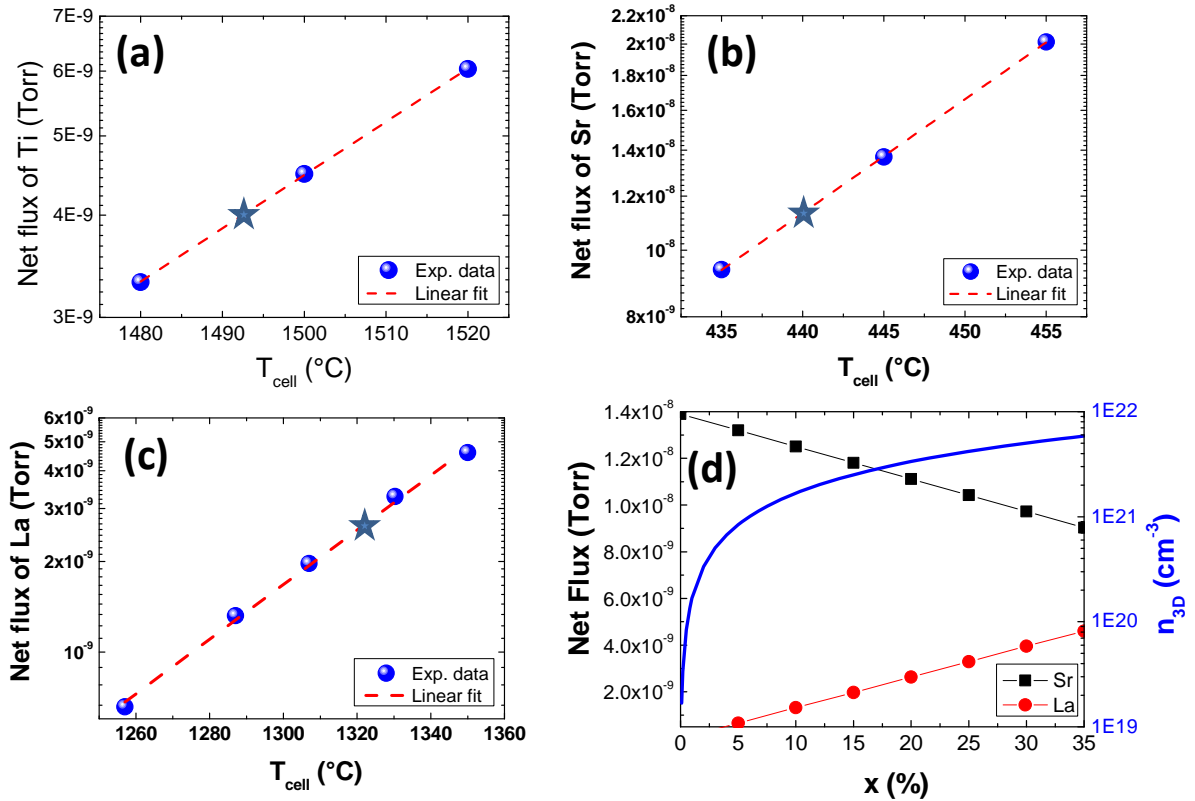 (a)
Net flux of Ti (Torr)
7E-9
6E-9
5E-9
4E-9
3E-9
1480 1490 1500 1510 1520
T_cell (°C)
Exp. data
Linear fit
(b)
Net flux of Sr (Torr)
2.2x10⁻⁸
2x10⁻⁸
1.8x10⁻⁸
1.6x10⁻⁸
1.4x10⁻⁸
1.2x10⁻⁸
10⁻⁸
8x10⁻⁹
435 440 445 450 455
T_cell (°C)
Exp. data
Linear fit
(c)
Net flux of La (Torr)
6x10⁻⁹
5x10⁻⁹
4x10⁻⁹
3x10⁻⁹
2x10⁻⁹
10⁻⁹
1260 1280 1300 1320 1340 1360
T_cell (°C)
Exp. data
Linear fit
(d)
Net Flux (Torr)
1.4x10⁻⁸
1.2x10⁻⁸
1.0x10⁻⁸
8.0x10⁻⁹
6.0x10⁻⁹
4.0x10⁻⁹
2.0x10⁻⁹
0 5 10 15 20 25 30 35
x (%)
1E22
1E21
1E20
1E19
n_3D (cm⁻³)
Sr
La